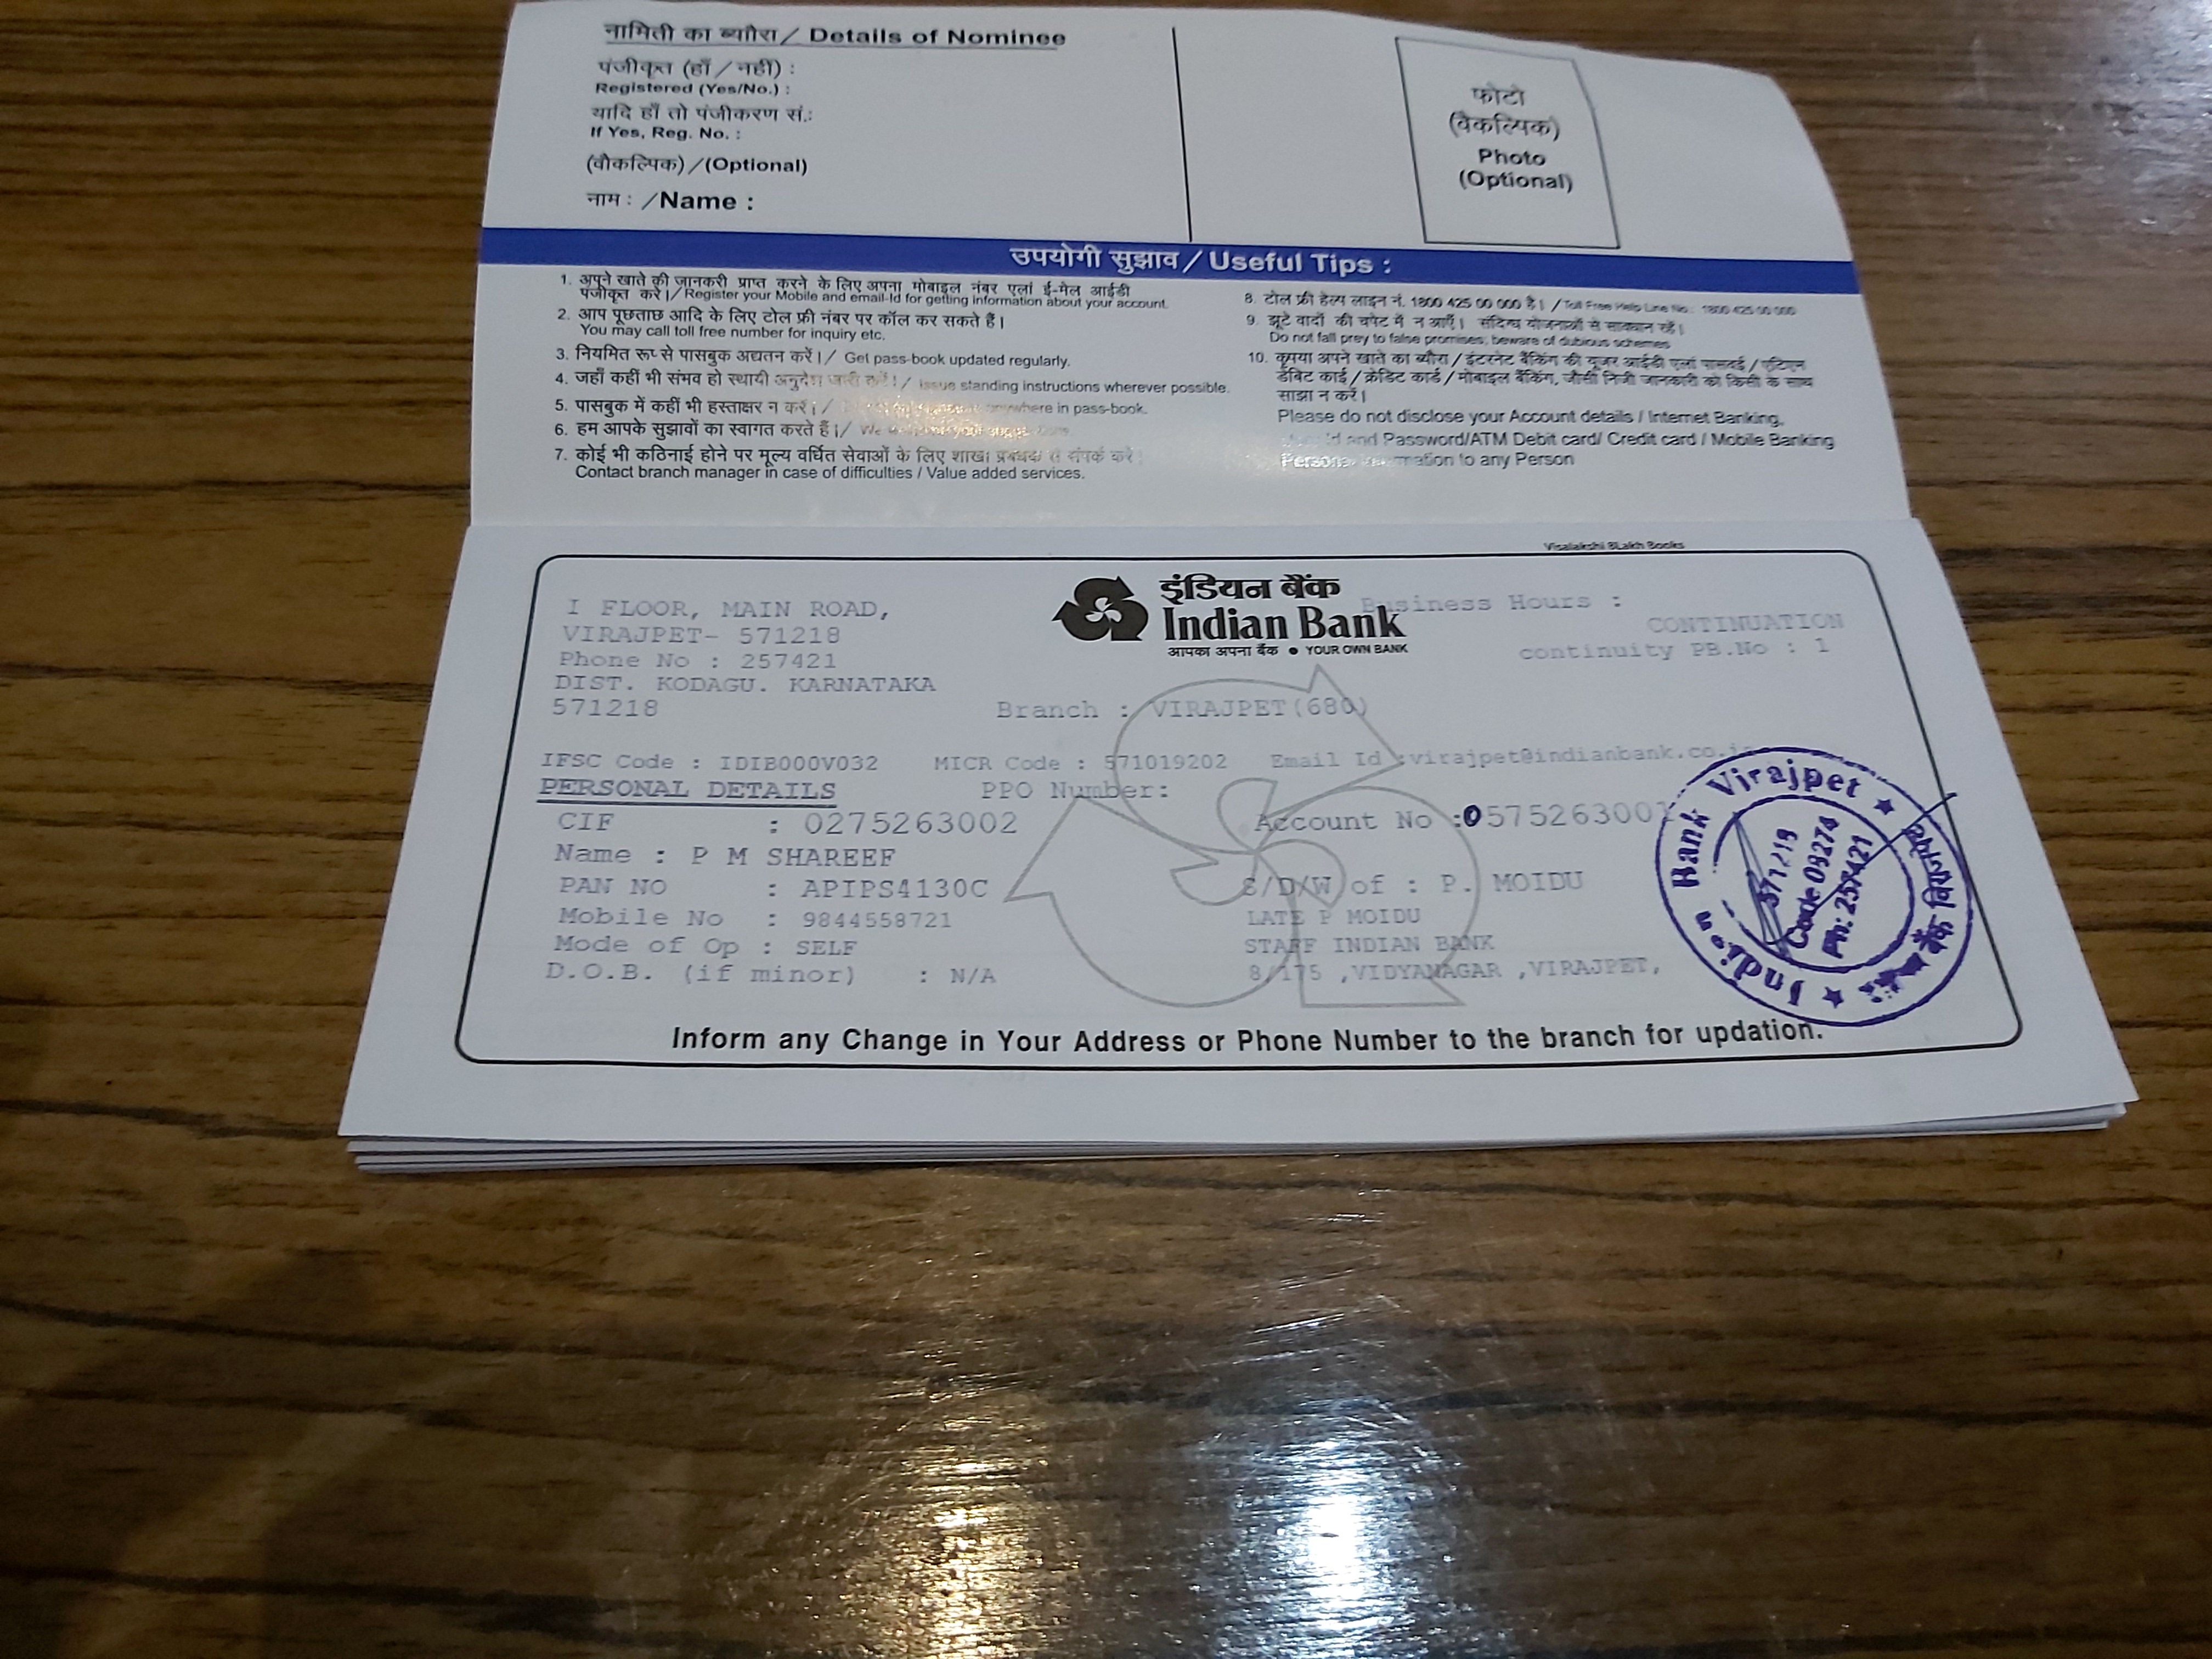 नामिती का ब्यौरा / Details of Nominee
पंजीकृत (हाँ / नहीं) :
Registered (Yes/No.) :
यादि हाँ तो पंजीकरण सं.:
If Yes, Reg. No. :
(वैकल्पिक) / (Optional)
नाम : /Name :
फोटो
(वैकल्पिक)
Photo
(Optional)
उपयोगी सुझाव / Useful Tips :
1. अपने खाते की जानकरी प्राप्त करने के लिए अपना मोबाइल नंबर एलां ई-मेल आईडी
पंजीकृत करें। / Register your Mobile and email-Id for getting information about your account.
2. आप पूछताछ आदि के लिए टोल फ्री नंबर पर कॉल कर सकते हैं।
You may call toll free number for inquiry etc.
3. नियमित रूप से पासबुक अद्यतन करें। / Get pass-book updated regularly.
4. जहाँ कहीं भी संभव हो स्थायी अनुदेश जारी करें। / Issue standing instructions wherever possible.
5. पासबुक में कहीं भी हस्ताक्षर न करें। / anywhere in pass-book.
6. हम आपके सुझावों का स्वागत करते हैं। / We
7. कोई भी कठिनाई होने पर मूल्य वर्धित सेवाओं के लिए शाखा प्रबंधक से संपर्क करें
Contact branch manager in case of difficulties / Value added services.
8. टोल फ्री हेल्प लाइन नं. 1800 425 00 000 है। / Toll Free Help Line No : 1800 425 00 000
9. झूटे वादों की चपेट में न आएँ। संदिग्ध योजनाओं से सावधान रहें।
Do not fall prey to false promises; beware of dubious schemes
10. कृपया अपने खाते का ब्यौरा / इंटरनेट बैंकिंग की यूजर आईडी एलां पासवर्ड / एटिएम
डेबिट कार्ड / क्रेडिट कार्ड / मोबाइल बैंकिंग, जौसी निजी जानकारी को किसी के साथ
साझा न करें।
Please do not disclose your Account details / Internet Banking,
Id and Password/ATM Debit card/ Credit card / Mobile Banking
Personal Information to any Person
Visalakshi 8Lakh Books
इंडियन बैंक
Indian Bank
आपका अपना बैंक ● YOUR OWN BANK
I FLOOR, MAIN ROAD,
VIRAJPET- 571218
Phone No : 257421
DIST. KODAGU. KARNATAKA
571218
Business Hours :
CONTINUATION
continuity PB.No : 1
Branch : VIRAJPET(680)
IFSC Code : IDIB000V032 MICR Code : 571019202 Email Id :virajpet@indianbank.co.in
PERSONAL DETAILS PPO Number:
CIF : 0275263002 Account No :0575263001
Name : P M SHAREEF
PAN NO : APIPS4130C S/D/W of : P. MOIDU
Mobile No : 9844558721 LATE P MOIDU
Mode of Op : SELF STAFF INDIAN BANK
D.O.B. (if minor) : N/A 8/175 ,VIDYANAGAR ,VIRAJPET,
Indian Bank Virajpet
571218
Code 08274
Ph: 257421
बैंक विराजपेट
Inform any Change in Your Address or Phone Number to the branch for updation.